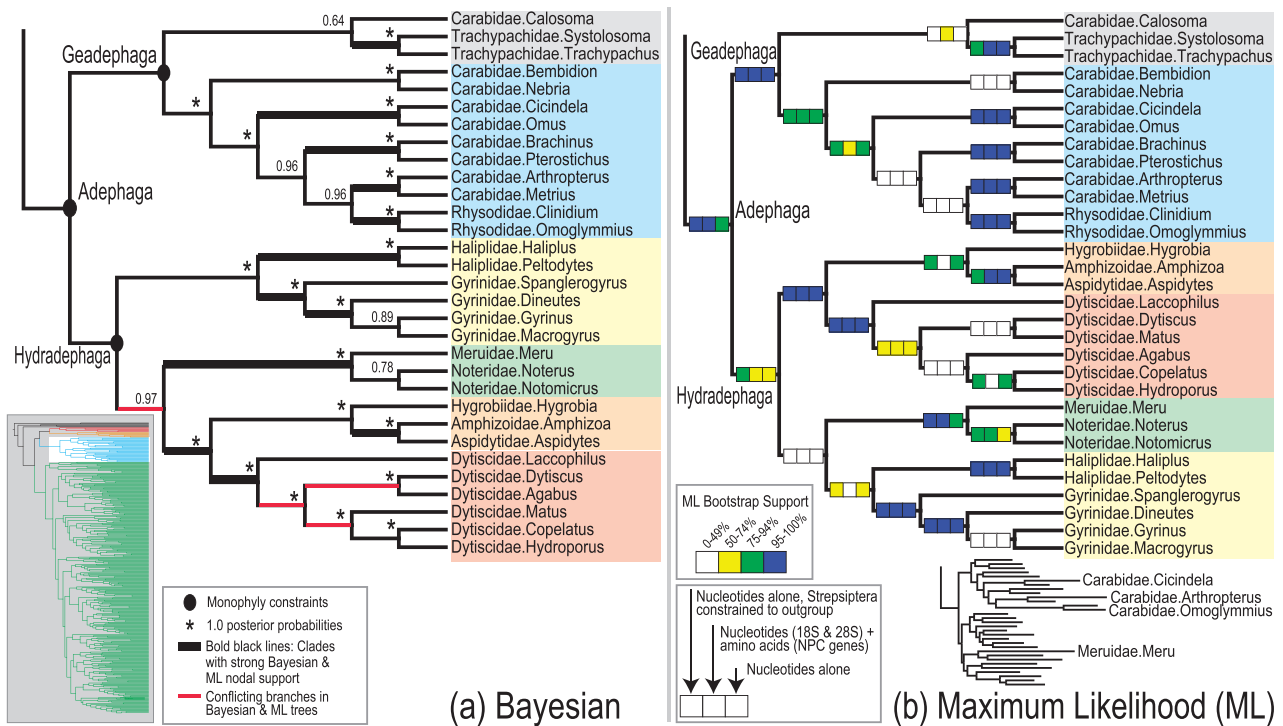 0.64
Carabidae.Calosoma
*
Trachypachidae.Systolosoma
Trachypachidae.Trachypachus
Geadephaga
*
Carabidae.Bembidion
Carabidae.Nebria
*
*
Carabidae.Cicindela
Carabidae.Omus
*
*
Carabidae.Brachinus
Carabidae.Pterostichus
0.96
*
Carabidae.Arthropterus
Carabidae.Metrius
0.96
*
Rhysodidae.Clinidium
Rhysodidae.Omoglymmius
Adephaga
*
Haliplidae.Haliplus
Haliplidae.Peltodytes
*
*
Gyrinidae.Spanglerogyrus
*
Gyrinidae.Dineutes
0.89
Gyrinidae.Gyrinus
Gyrinidae.Macrogyrus
Hydradephaga
*
Meruidae.Meru
0.78
Noteridae.Noterus
Noteridae.Notomicrus
0.97
*
Hygrobiidae.Hygrobia
*
Amphizoidae.Amphizoa
Aspidytidae.Aspidytes
*
*
Dytiscidae.Laccophilus
*
Dytiscidae.Dytiscus
Dytiscidae.Agabus
*
*
Dytiscidae.Matus
*
Dytiscidae.Copelatus
Dytiscidae.Hydroporus
Monophyly constraints
* 1.0 posterior probabilities
Bold black lines: Clades
with strong Bayesian &
ML nodal support
Conflicting branches in
Bayesian & ML trees
(a) Bayesian
Carabidae.Calosoma
Trachypachidae.Systolosoma
Trachypachidae.Trachypachus
Geadephaga
Carabidae.Bembidion
Carabidae.Nebria
Carabidae.Cicindela
Carabidae.Omus
Carabidae.Brachinus
Carabidae.Pterostichus
Carabidae.Arthropterus
Carabidae.Metrius
Rhysodidae.Clinidium
Rhysodidae.Omoglymmius
Adephaga
Hygrobiidae.Hygrobia
Amphizoidae.Amphizoa
Aspidytidae.Aspidytes
Dytiscidae.Laccophilus
Dytiscidae.Dytiscus
Dytiscidae.Matus
Dytiscidae.Agabus
Dytiscidae.Copelatus
Dytiscidae.Hydroporus
Hydradephaga
Meruidae.Meru
Noteridae.Noterus
Noteridae.Notomicrus
Haliplidae.Haliplus
Haliplidae.Peltodytes
Gyrinidae.Spanglerogyrus
Gyrinidae.Dineutes
Gyrinidae.Gyrinus
Gyrinidae.Macrogyrus
ML Bootstrap Support
0-49%
50-74%
75-94%
95-100%
Nucleotides alone, Strepsiptera
constrained to outgroup
Nucleotides (18S & 28S) +
amino acids (NPC genes)
Nucleotides alone
Carabidae.Cicindela
Carabidae.Arthropterus
Carabidae.Omoglymmius
Meruidae.Meru
(b) Maximum Likelihood (ML)